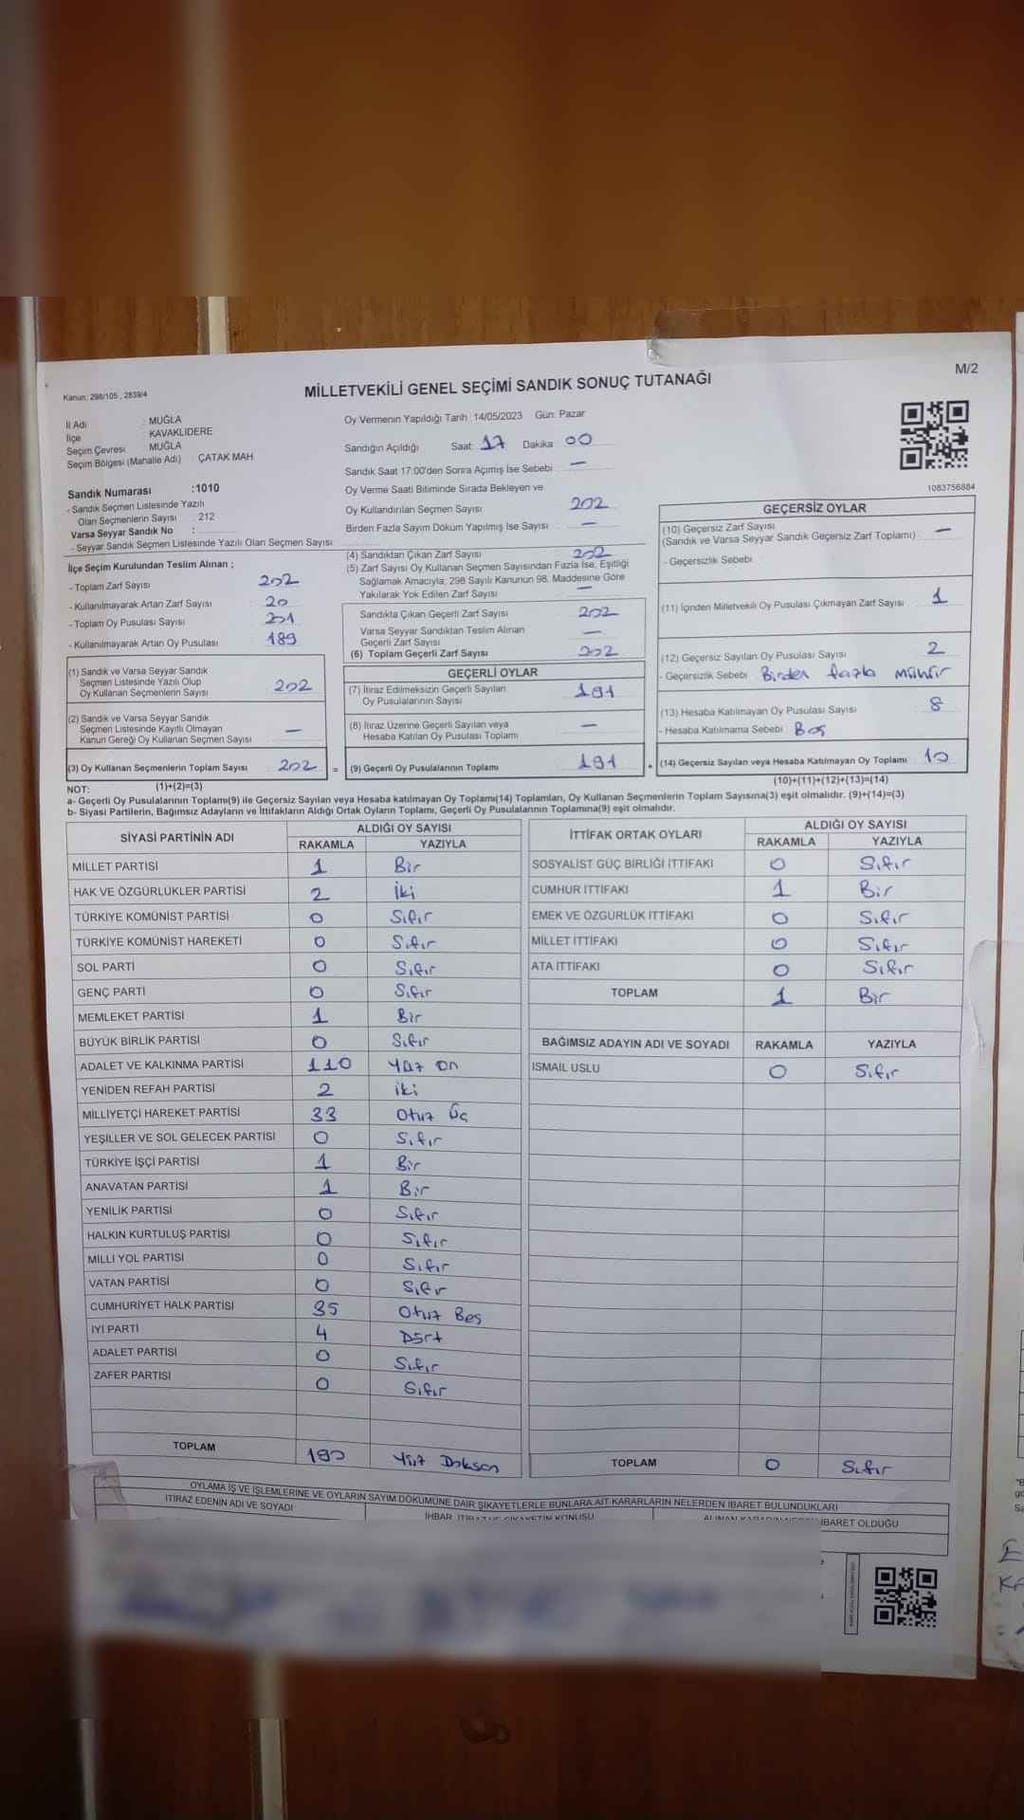 M/2
Kanun: 298/105 , 2839/4
MİLLETVEKİLİ GENEL SEÇİMİ SANDIK SONUÇ TUTANAĞI
İl Adı : MUĞLA
İlçe KAVAKLIDERE
Seçim Çevresi MUĞLA
Seçim Bölgesi (Mahalle Adı) ÇATAK MAH.
Sandık Numarası :1010
- Sandık Seçmen Listesinde Yazılı
Olan Seçmenlerin Sayısı 212
Varsa Seyyar Sandık No :
- Seyyar Sandık Seçmen Listesinde Yazılı Olan Seçmen Sayısı
İlçe Seçim Kurulundan Teslim Alınan ;
- Toplam Zarf Sayısı 202
- Kullanılmayarak Artan Zarf Sayısı 20
- Toplam Oy Pusulası Sayısı
- Kullanılmayarak Artan Oy Pusulası 189
(1) Sandık ve Varsa Seyyar Sandık
Seçmen Listesinde Yazılı Olup
Oy Kullanan Seçmenlerin Sayısı 202
(2) Sandık ve Varsa Seyyar Sandık
Seçmen Listesinde Kayıtlı Olmayan
Kanun Gereği Oy Kullanan Seçmen Sayısı —
(3) Oy Kullanan Seçmenlerin Toplam Sayısı 202 =
(1)+(2)=(3)
Oy Vermenin Yapıldığı Tarih : 14/05/2023 Gün: Pazar
Sandığın Açıldığı Saat: 17 Dakika 00
Sandık Saat 17:00'den Sonra Açılmış İse Sebebi —
Oy Verme Saati Bitiminde Sırada Bekleyen ve
Oy Kullandırılan Seçmen Sayısı 202
Birden Fazla Sayım Döküm Yapılmış İse Sayısı —
(4) Sandıktan Çıkan Zarf Sayısı 202
(5) Zarf Sayısı Oy Kullanan Seçmen Sayısından Fazla İse, Eşitliği
Sağlamak Amacıyla, 298 Sayılı Kanunun 98. Maddesine Göre
Yakılarak Yok Edilen Zarf Sayısı —
Sandıkta Çıkan Geçerli Zarf Sayısı 202
Varsa Seyyar Sandıktan Teslim Alınan
Geçerli Zarf Sayısı —
(6) Toplam Geçerli Zarf Sayısı 202
GEÇERLİ OYLAR
(7) İtiraz Edilmeksizin Geçerli Sayılan
Oy Pusulalarının Sayısı 191
(8) İtiraz Üzerine Geçerli Sayılan veya
Hesaba Katılan Oy Pusulası Toplamı —
(9) Geçerli Oy Pusulalarının Toplamı 191 +
1083756884
GEÇERSİZ OYLAR
(10) Geçersiz Zarf Sayısı —
(Sandık ve Varsa Seyyar Sandık Geçersiz Zarf Toplamı)
- Geçersizlik Sebebi
(11) İçinden Milletvekili Oy Pusulası Çıkmayan Zarf Sayısı 1
(12) Geçersiz Sayılan Oy Pusulası Sayısı 2
- Geçersizlik Sebebi Birden fazla mühür
(13) Hesaba Katılmayan Oy Pusulası Sayısı 8
- Hesaba Katılmama Sebebi Boş
(14) Geçersiz Sayılan veya Hesaba Katılmayan Oy Toplamı 10
(10)+(11)+(12)+(13)=(14)
NOT:
a- Geçerli Oy Pusulalarının Toplamı(9) ile Geçersiz Sayılan veya Hesaba katılmayan Oy Toplamı(14) Toplamları, Oy Kullanan Seçmenlerin Toplam Sayısına(3) eşit olmalıdır. (9)+(14)=(3)
b- Siyasi Partilerin, Bağımsız Adayların ve İttifakların Aldığı Ortak Oyların Toplamı, Geçerli Oy Pusulalarının Toplamına(9) eşit olmalıdır.
SİYASİ PARTİNİN ADI ALDIĞI OY SAYISI
RAKAMLA YAZIYLA
MİLLET PARTİSİ 1 Bir
HAK VE ÖZGÜRLÜKLER PARTİSİ 2 İki
TÜRKİYE KOMÜNİST PARTİSİ 0 Sıfır
TÜRKİYE KOMÜNİST HAREKETİ 0 Sıfır
SOL PARTİ 0 Sıfır
GENÇ PARTİ 0 Sıfır
MEMLEKET PARTİSİ 1 Bir
BÜYÜK BİRLİK PARTİSİ 0 Sıfır
ADALET VE KALKINMA PARTİSİ 110 Yüz on
YENİDEN REFAH PARTİSİ 2 iki
MİLLİYETÇİ HAREKET PARTİSİ 33 Otuz Üç
YEŞİLLER VE SOL GELECEK PARTİSİ 0 Sıfır
TÜRKİYE İŞÇİ PARTİSİ 1 Bir
ANAVATAN PARTİSİ 1 Bir
YENİLİK PARTİSİ 0 Sıfır
HALKIN KURTULUŞ PARTİSİ 0 Sıfır
MİLLİ YOL PARTİSİ 0 Sıfır
VATAN PARTİSİ 0 Sıfır
CUMHURİYET HALK PARTİSİ 35 Otuz Beş
İYİ PARTİ 4 Dört
ADALET PARTİSİ 0 Sıfır
ZAFER PARTİSİ 0 Sıfır
TOPLAM 190 Yüz Doksan
İTTİFAK ORTAK OYLARI ALDIĞI OY SAYISI
RAKAMLA YAZIYLA
SOSYALİST GÜÇ BİRLİĞİ İTTİFAKI 0 Sıfır
CUMHUR İTTİFAKI 1 Bir
EMEK VE ÖZGÜRLÜK İTTİFAKI 0 Sıfır
MİLLET İTTİFAKI 0 Sıfır
ATA İTTİFAKI 0 Sıfır
TOPLAM 1 Bir
BAĞIMSIZ ADAYIN ADI VE SOYADI RAKAMLA YAZIYLA
İSMAİL USLU 0 Sıfır
TOPLAM 0 Sıfır
OYLAMA İŞ VE İŞLEMLERİNE VE OYLARIN SAYIM DÖKÜMÜNE DAİR ŞİKAYETLERLE BUNLARA AİT KARARLARIN NELERDEN İBARET BULUNDUKLARI
İTİRAZ EDENİN ADI VE SOYADI İHBAR, İTİRAZ VE ŞİKAYETİN KONUSU İBARET OLDUĞU